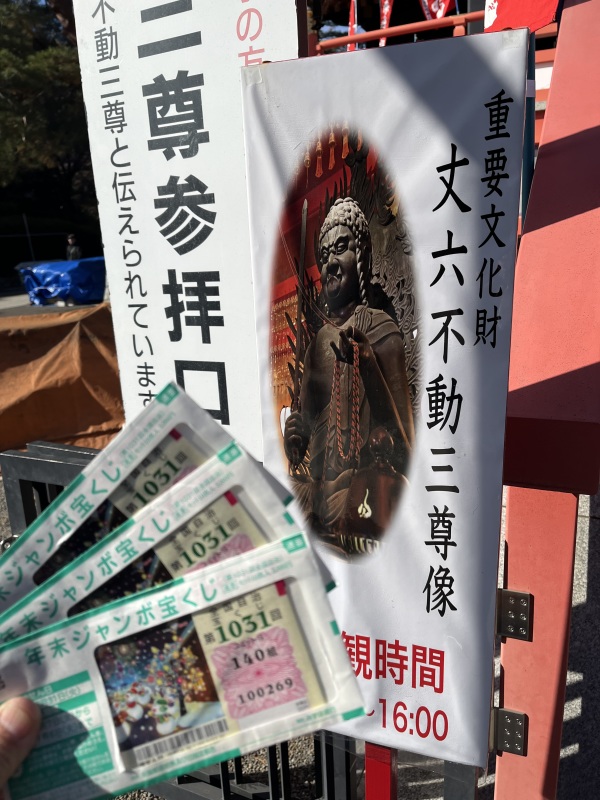 の方
三尊参拝口
不動三尊と伝えられています
重要文化財
丈六不動三尊像
観時間
~16:00
末ジャンボ宝くじ
第1031回
末ジャンボ宝くじ
第1031回
年末ジャンボ宝くじ
第1031回
140組
100269